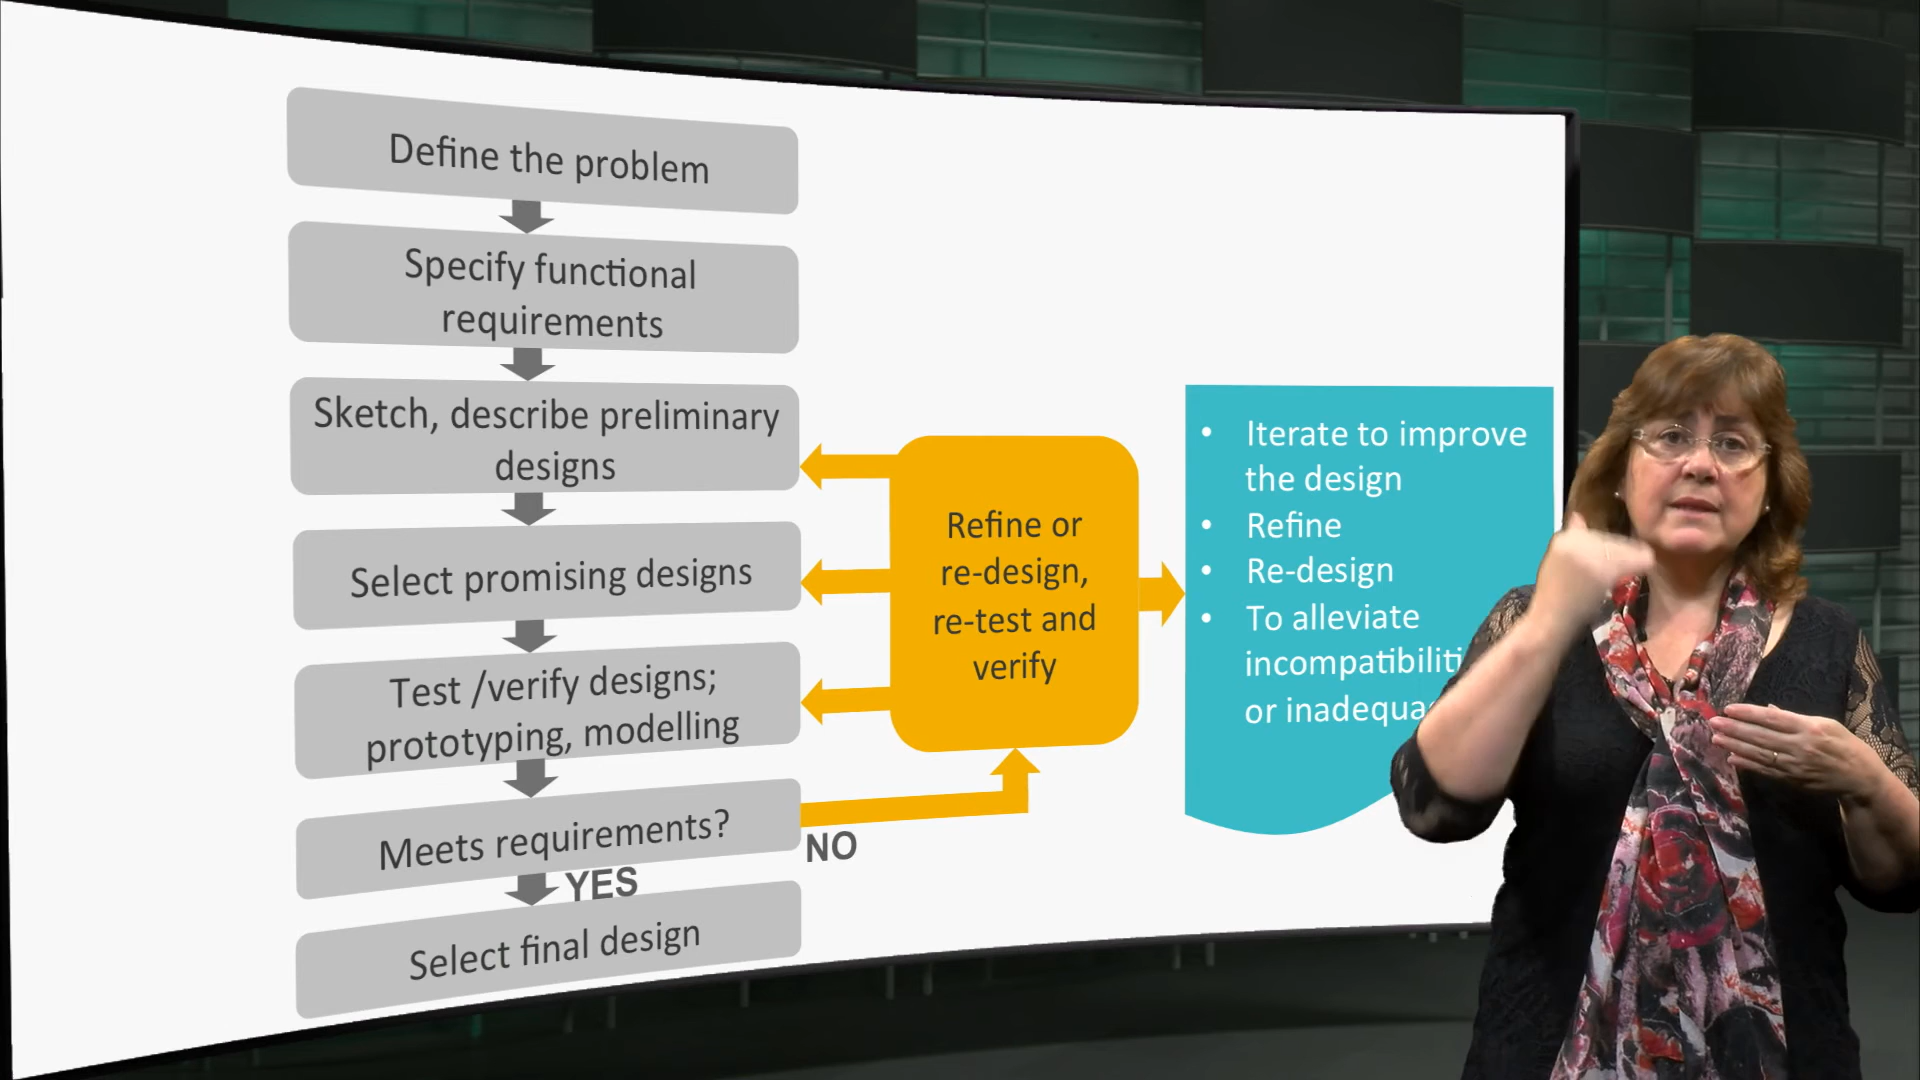 Define the problem
Specify functional
requirements
Sketch, describe preliminary
designs
Select promising designs
Test /verify designs;
prototyping, modelling
Meets requirements?
YES
NO
Select final design
Refine or
re-design,
re-test and
verify
• Iterate to improve
the design
• Refine
• Re-design
• To alleviate
or